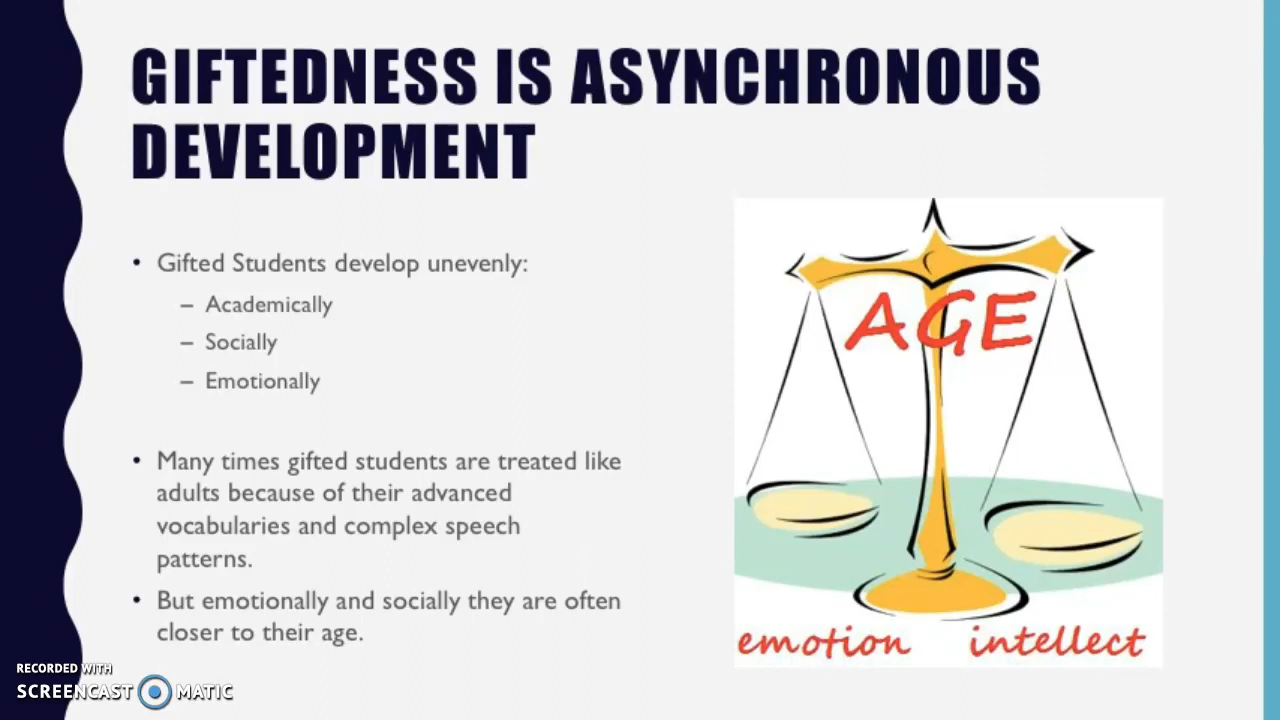 GIFTEDNESS IS ASYNCHRONOUS
DEVELOPMENT
• Gifted Students develop unevenly:
– Academically
– Socially
– Emotionally
• Many times gifted students are treated like
adults because of their advanced
vocabularies and complex speech
patterns.
• But emotionally and socially they are often
closer to their age.
AGE
emotion intellect
RECORDED WITH
SCREENCAST MATIC